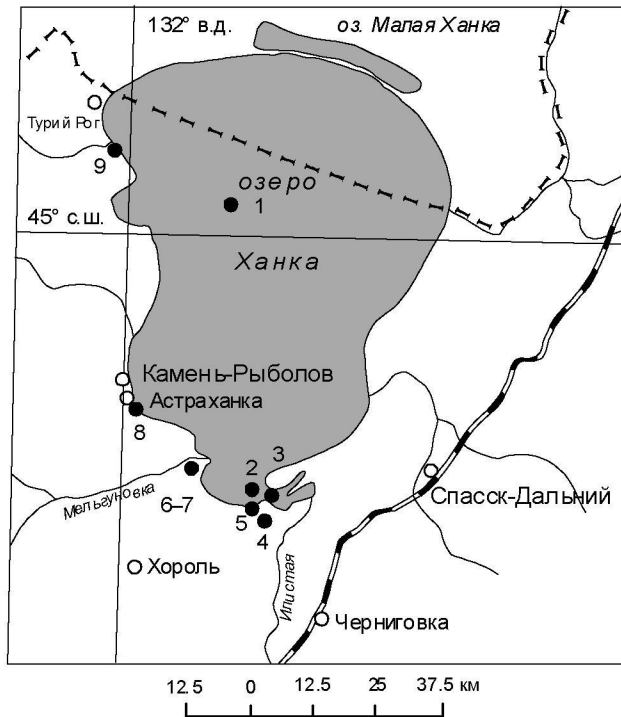 132° в.д.
оз. Малая Ханка
Турий Рог
9
озеро
1
45° с.ш.
Ханка
Камень-Рыболов
Астраханка
8
3
2
Мельгуновка
6–7
5
4
Спасск-Дальний
Хороль
Илистая
Черниговка
12.5 0 12.5 25 37.5 км